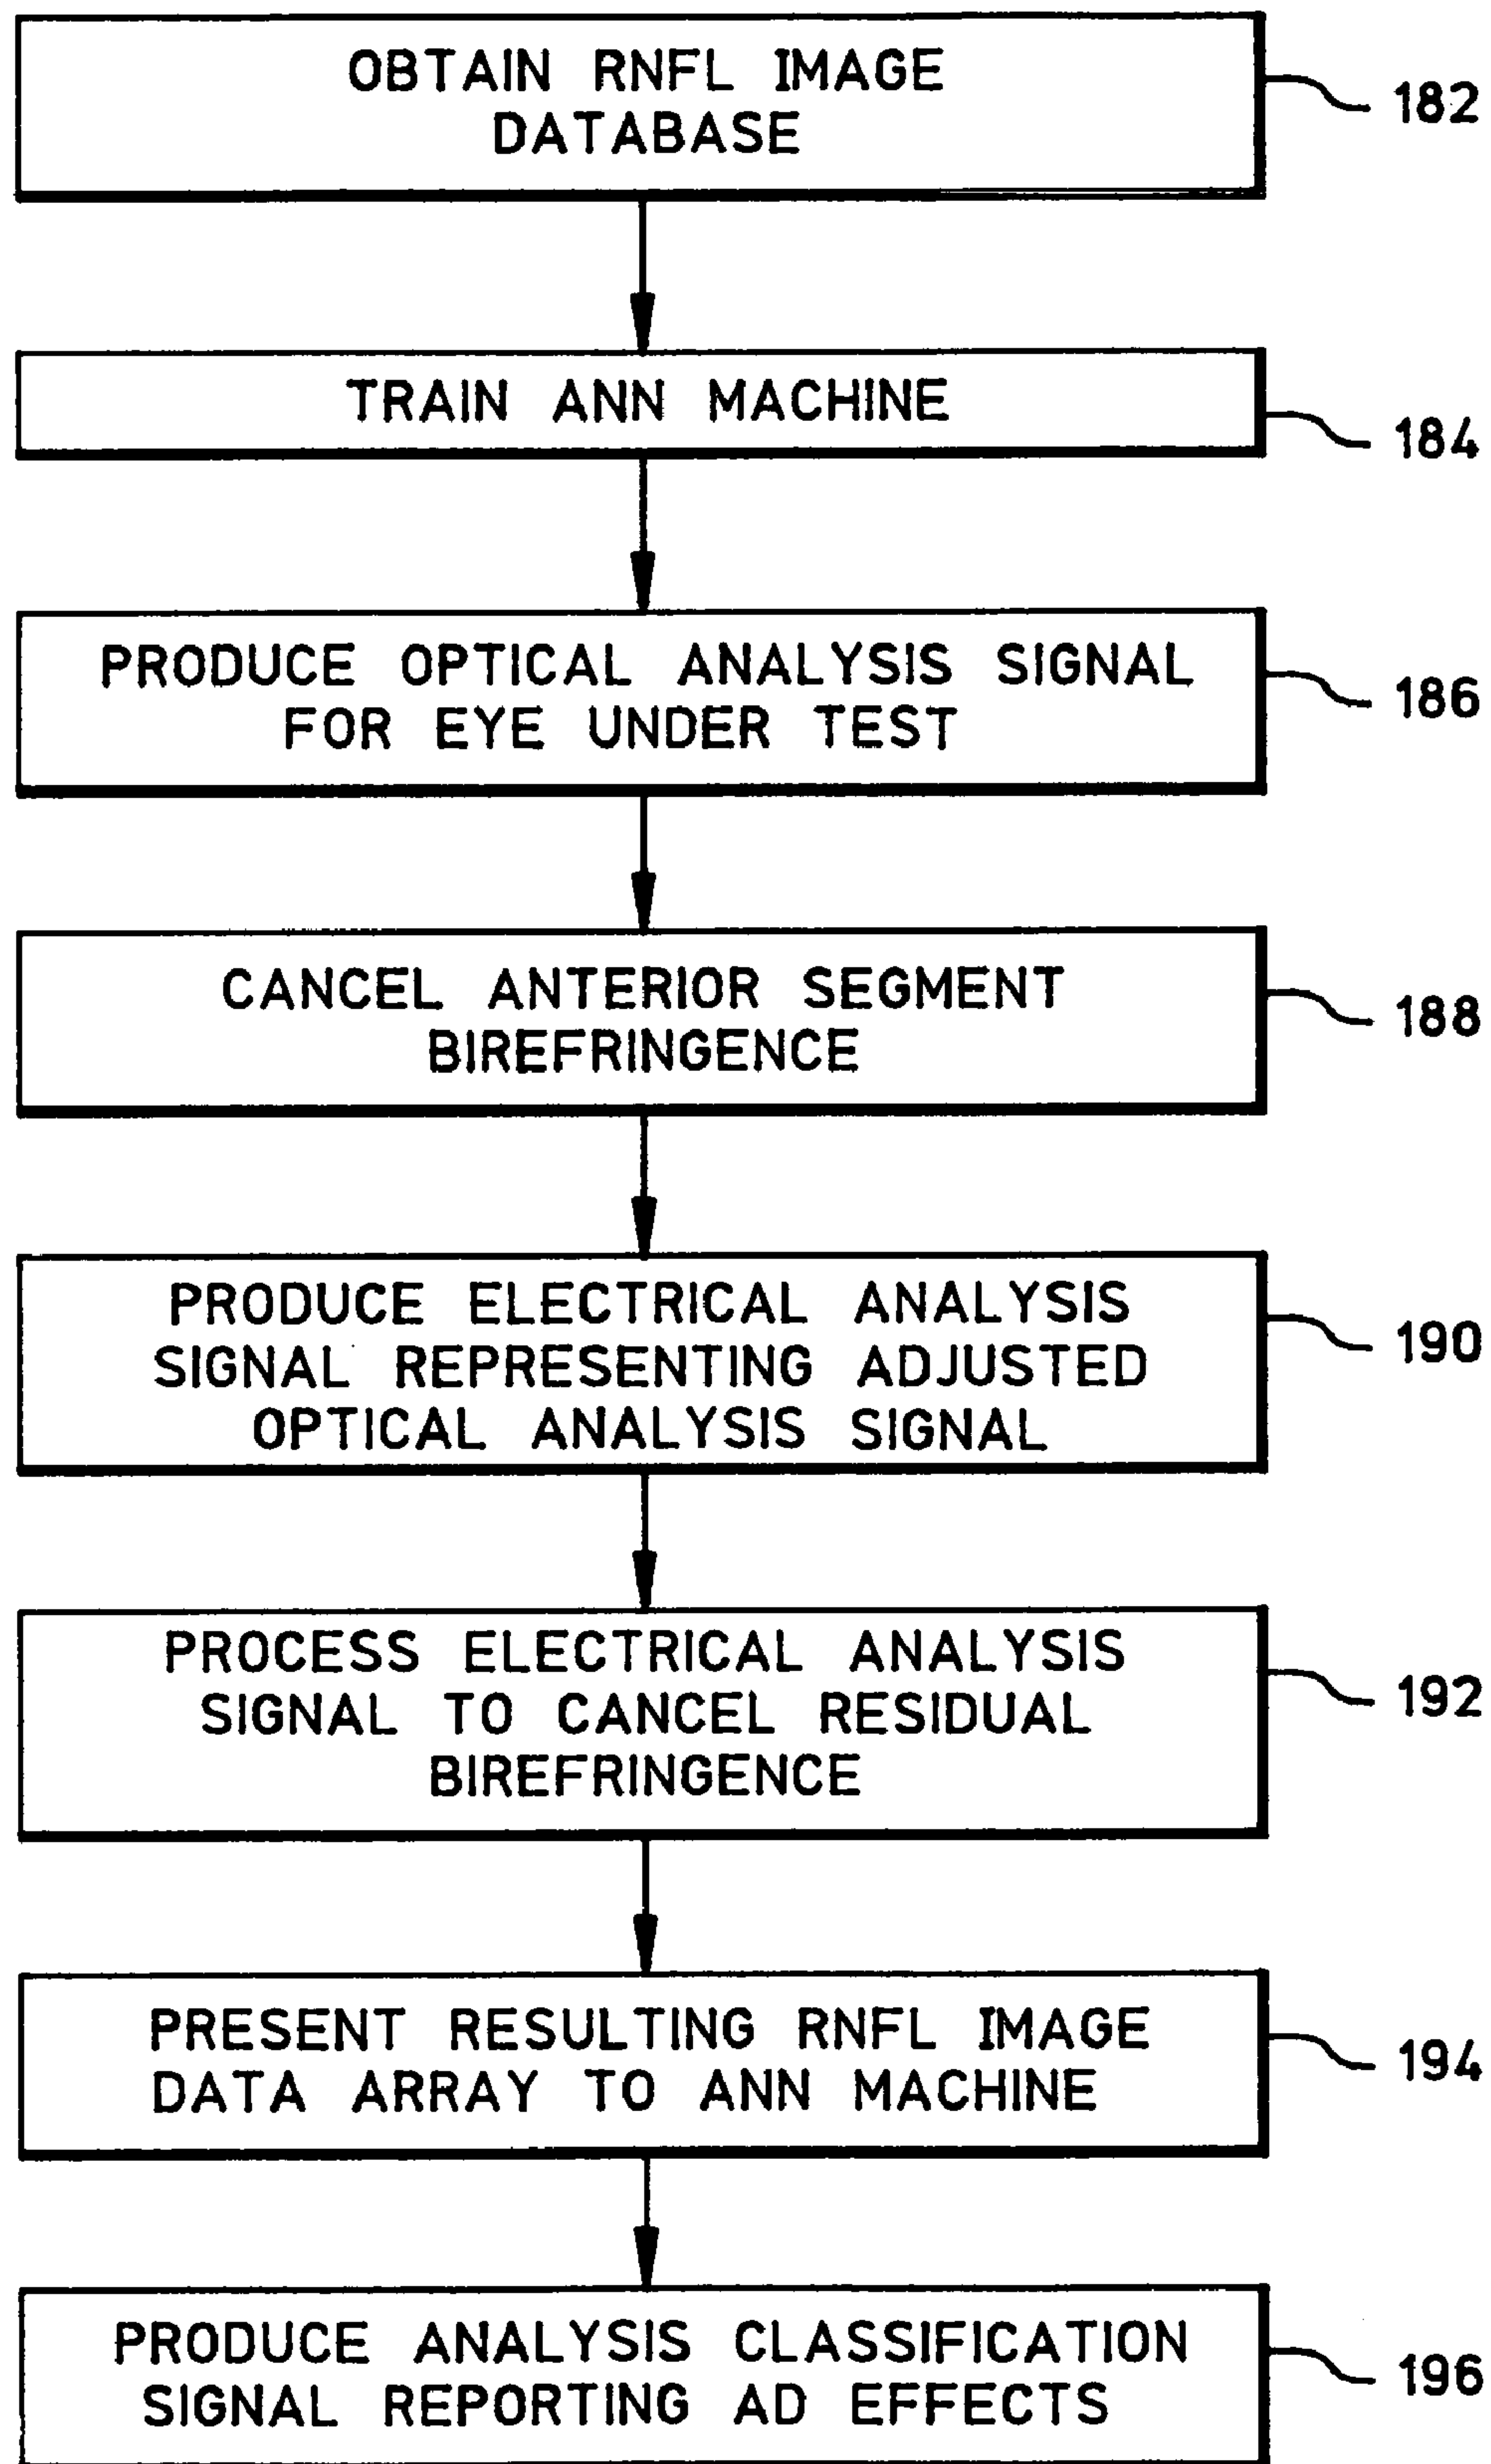 OBTAIN RNFL IMAGE
DATABASE
182
TRAIN ANN MACHINE
184
PRODUCE OPTICAL ANALYSIS SIGNAL
FOR EYE UNDER TEST
186
CANCEL ANTERIOR SEGMENT
BIREFRINGENCE
188
PRODUCE ELECTRICAL ANALYSIS
SIGNAL REPRESENTING ADJUSTED
OPTICAL ANALYSIS SIGNAL
190
PROCESS ELECTRICAL ANALYSIS
SIGNAL TO CANCEL RESIDUAL
BIREFRINGENCE
192
PRESENT RESULTING RNFL IMAGE
DATA ARRAY TO ANN MACHINE
194
PRODUCE ANALYSIS CLASSIFICATION
SIGNAL REPORTING AD EFFECTS
196